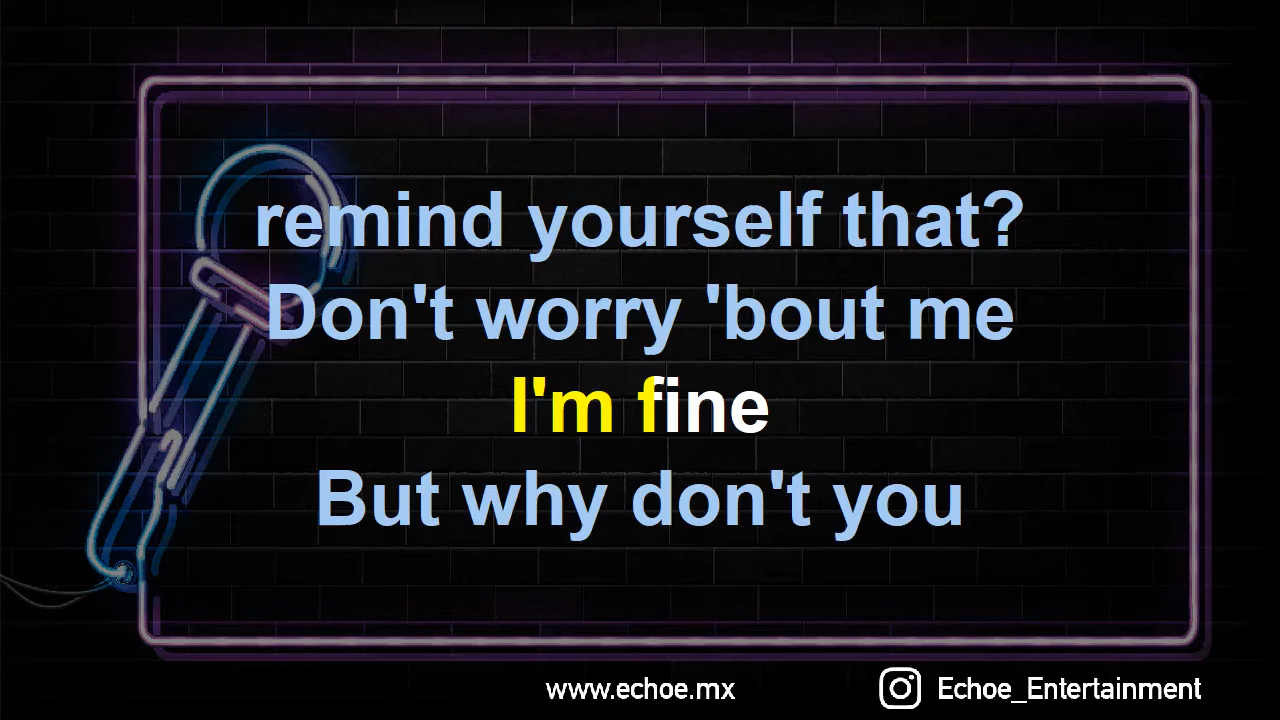 remind yourself that?
Don't worry 'bout me
I'm fine
But why don't you
www.echoe.mx
Echoe_Entertainment